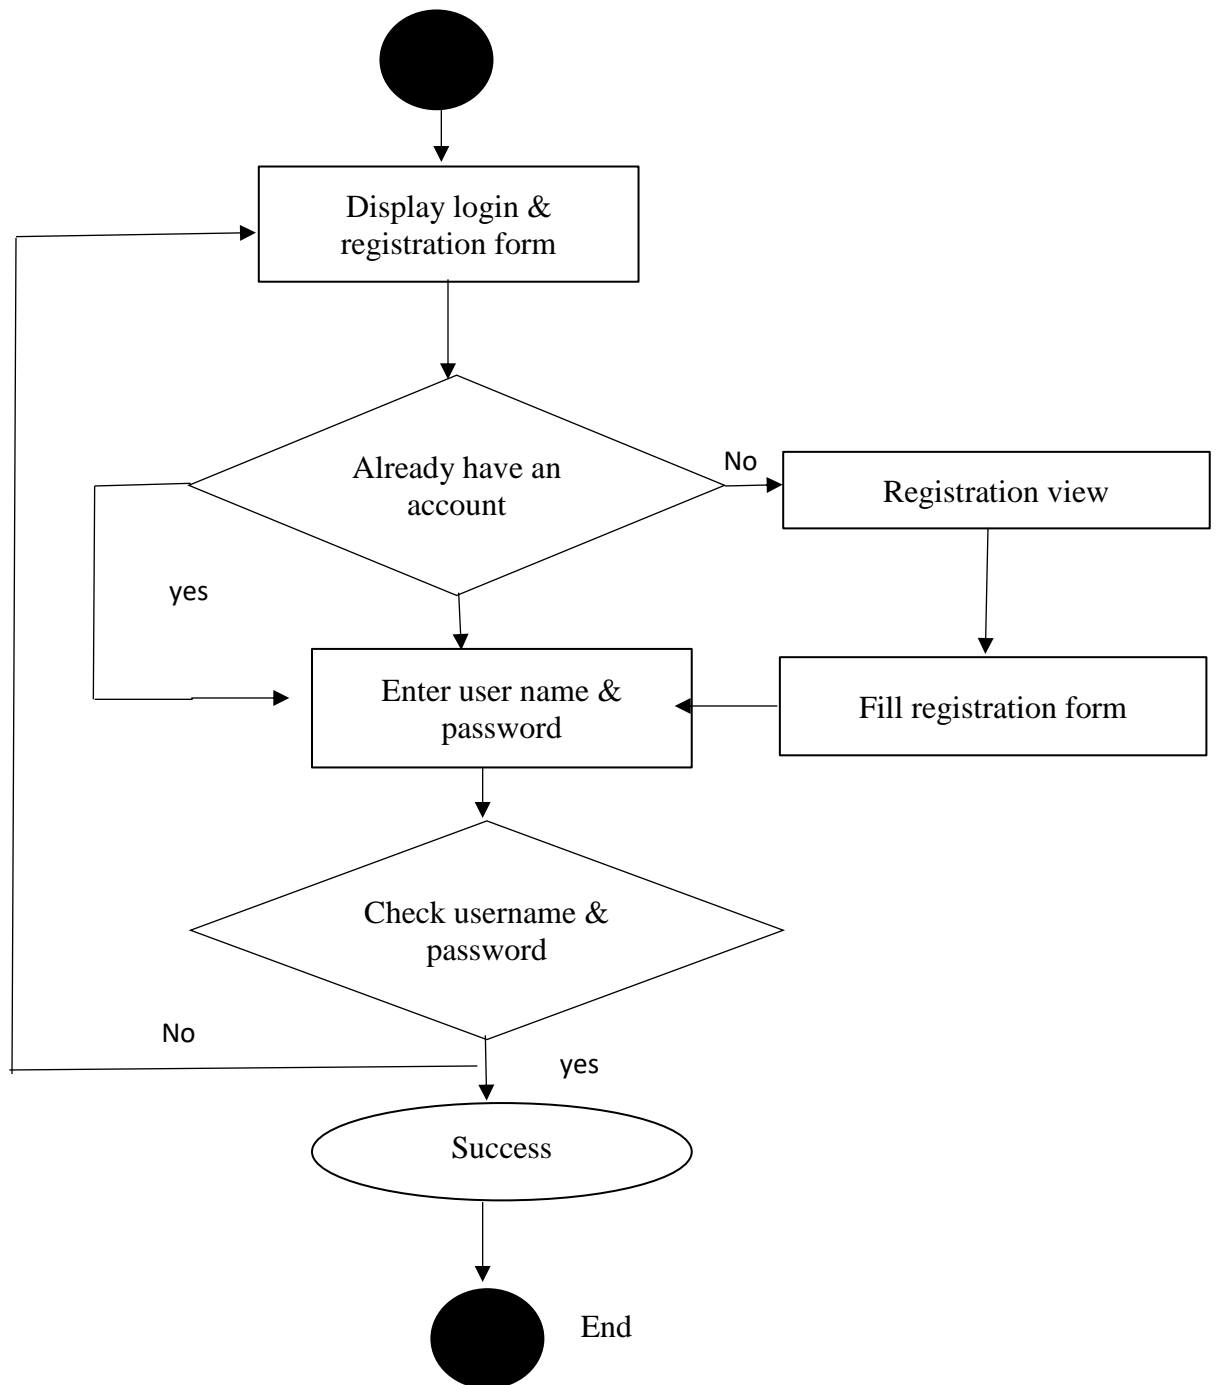 Display login &
registration form
Already have an
account
No
Registration view
yes
Enter user name &
password
Fill registration form
Check username &
password
No
yes
Success
End